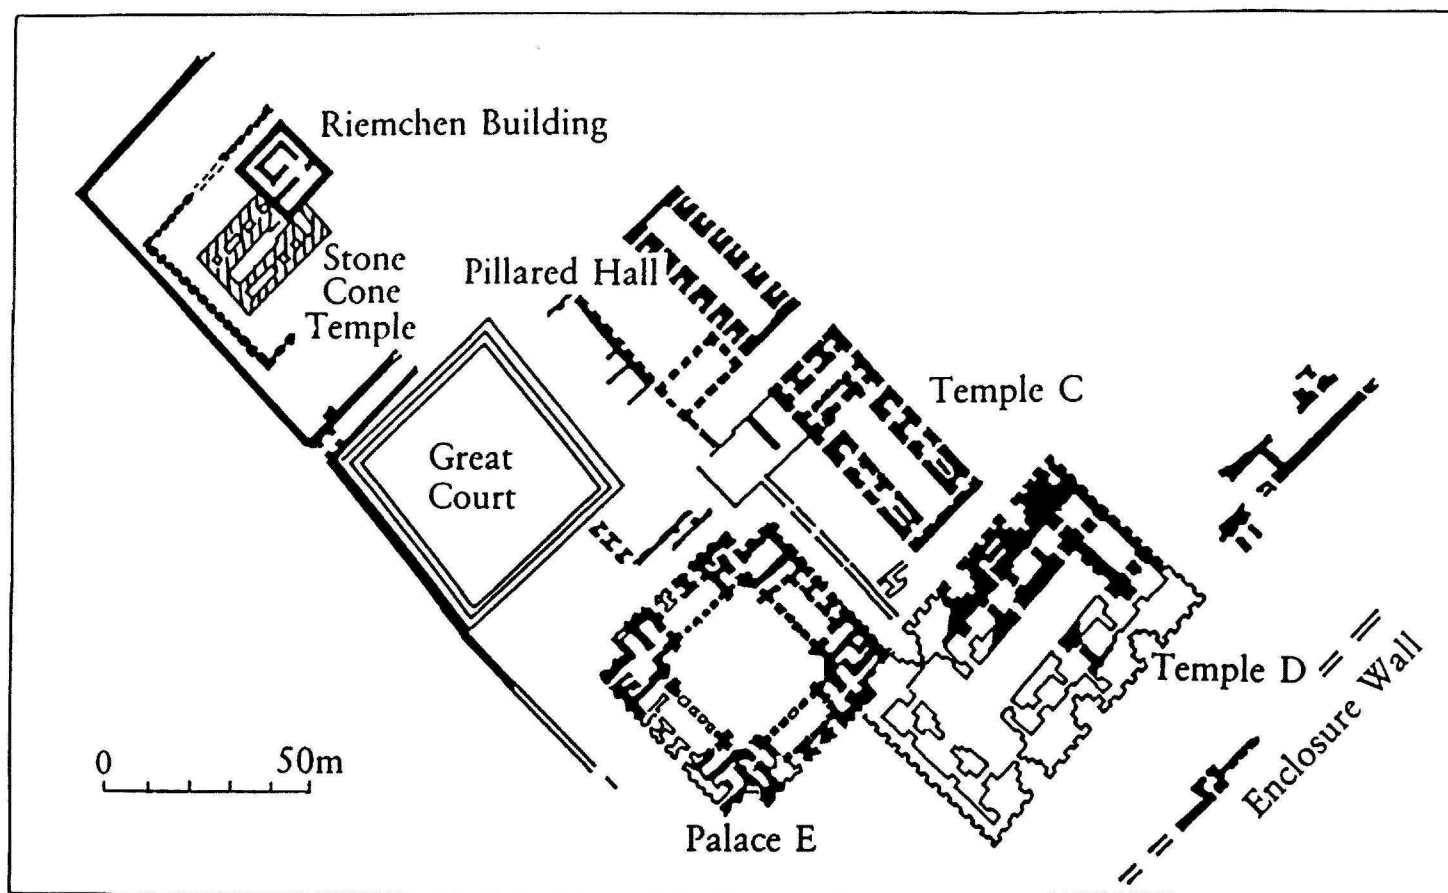 Riemchen Building
Stone
Cone
Temple
Pillared Hall
Temple C
Great
Court
Temple D
Enclosure Wall
0 50m
Palace E